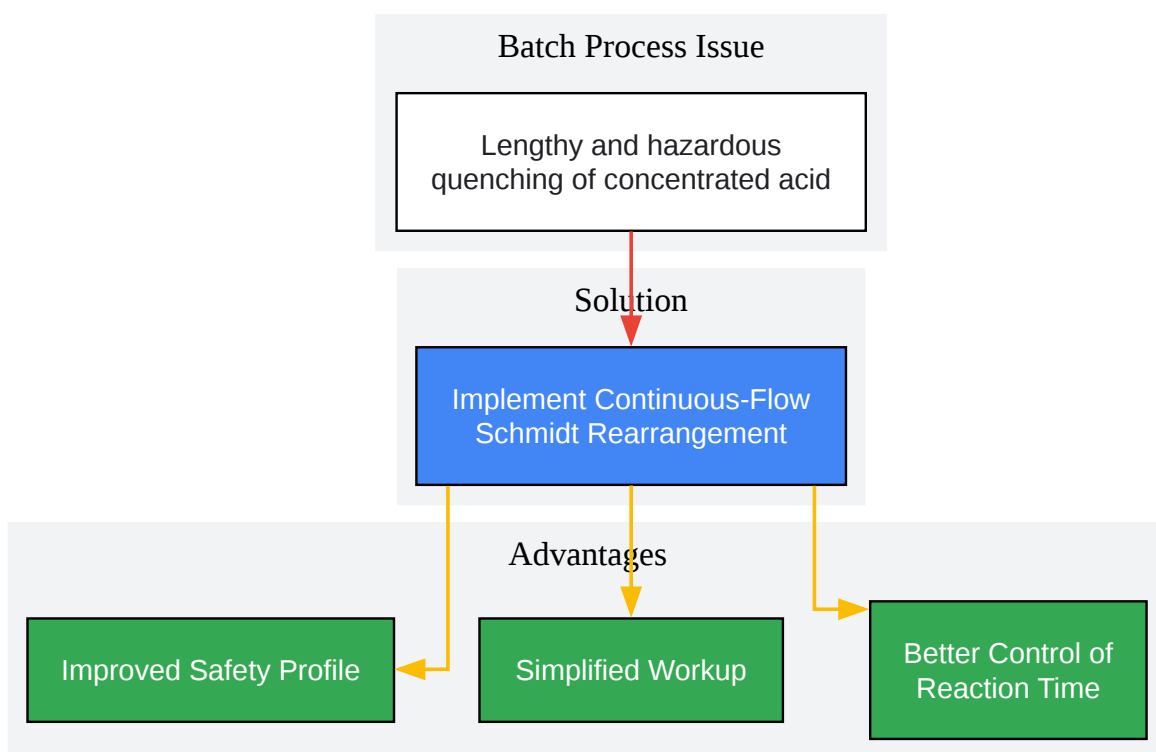 Batch Process Issue
Lengthy and hazardous
quenching of concentrated acid
Solution
Implement Continuous-Flow
Schmidt Rearrangement
Advantages
Improved Safety Profile
Simplified Workup
Better Control of
Reaction Time